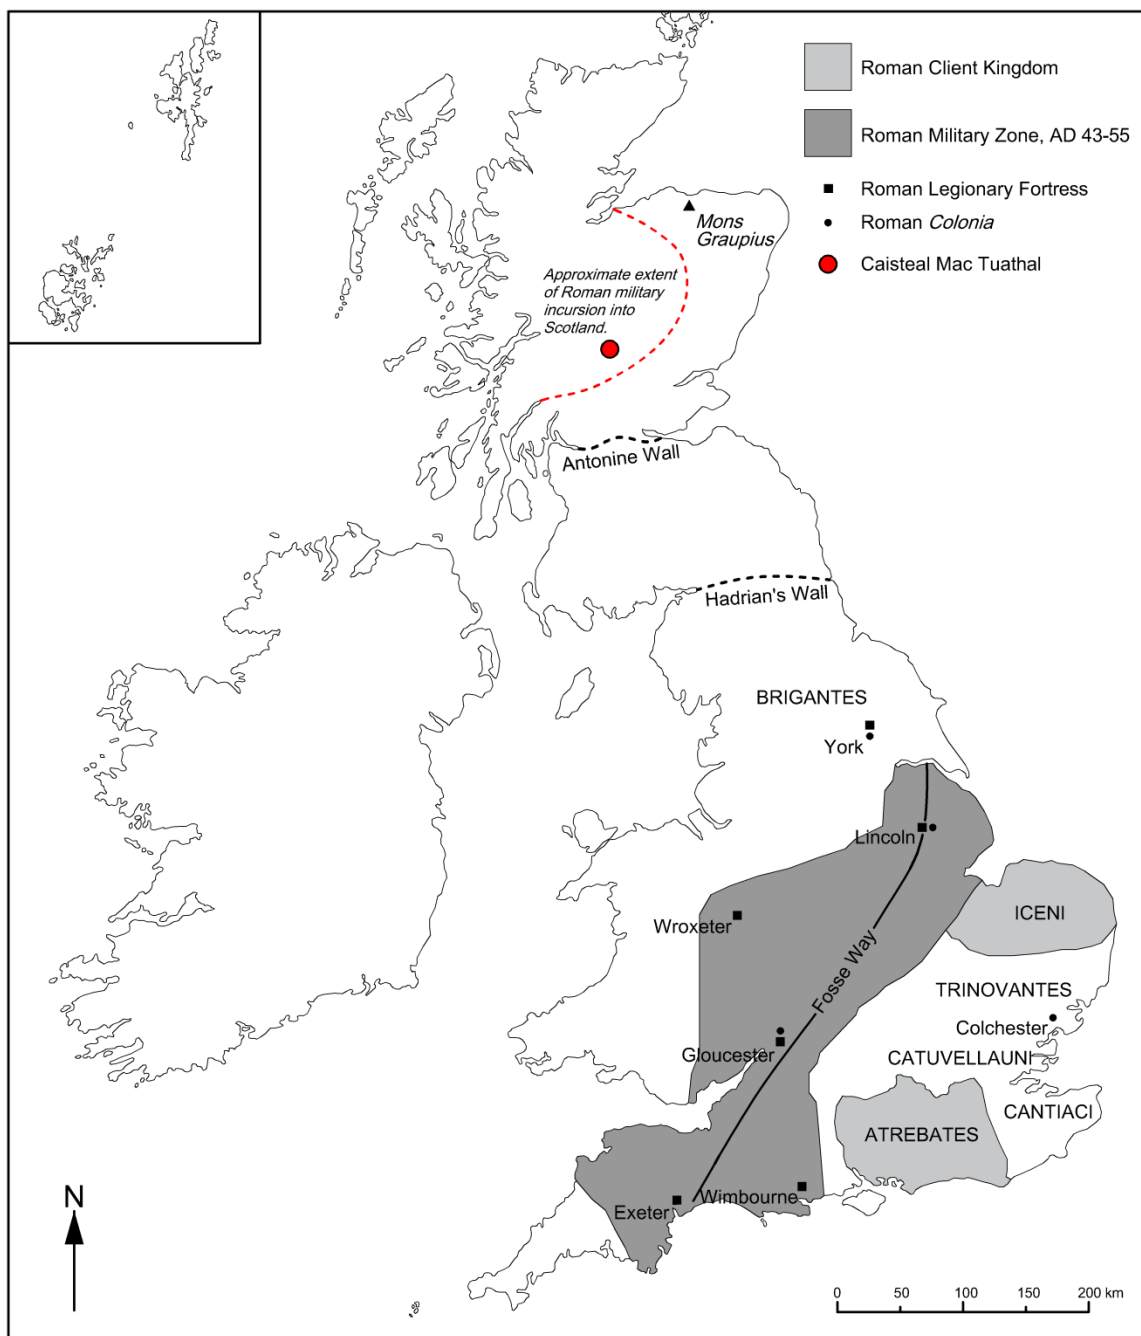 Roman Client Kingdom
Roman Military Zone, AD 43-55
Roman Legionary Fortress
Roman Colonia
Caisteal Mac Tuathal
Mons
Graupius
Approximate extent
of Roman military
incursion into
Scotland.
Antonine Wall
Hadrian's Wall
BRIGANTES
York
Lincoln
ICENI
Wroxeter
Fosse Way
TRINOVANTES
Colchester
Gloucester
CATUVELLAUNI
CANTIACI
ATREBATES
Wimbourne
Exeter
N
0 50 100 150 200 km